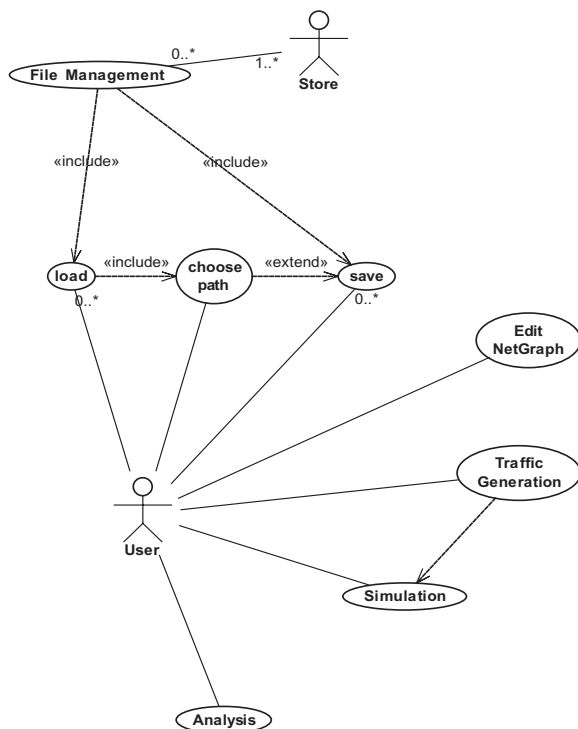 0..*
1..*
File Management
Store
«include»
«include»
load
«include»
choose
path
«extend»
save
0..*
0..*
Edit
NetGraph
Traffic
Generation
User
Simulation
Analysis